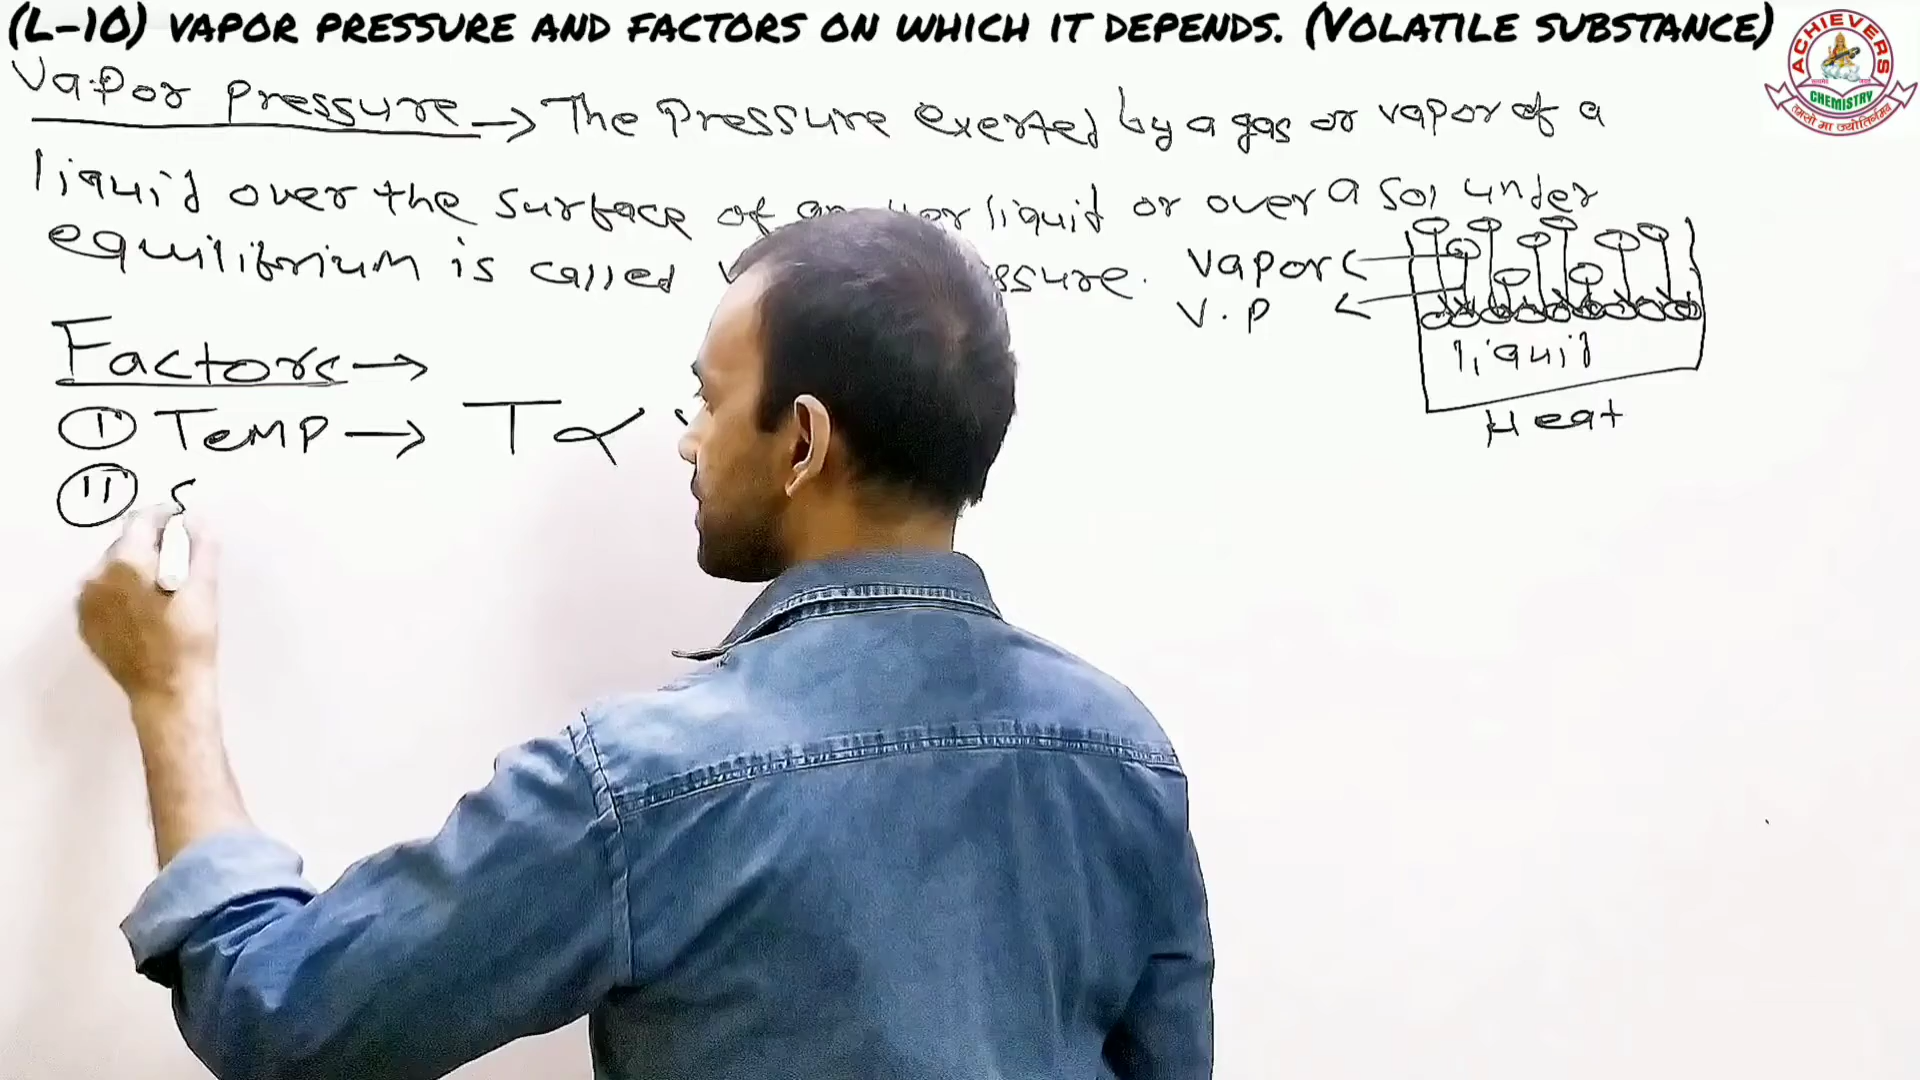 (L-10) VAPOR PRESSURE AND FACTORS ON WHICH IT DEPENDS. (VOLATILE SUBSTANCE)
ACHIEVERS
CHEMISTRY
तमसो मा ज्योतिर्गमय
Vapor Pressure → The Pressure exerted by a gas or vapor of a
liquid over the surface of liquid or over a sol under
equilibrium is called
Vapor
V.P
liquid
Heat
Factors →
(I) Temp → T ∝
(II) S